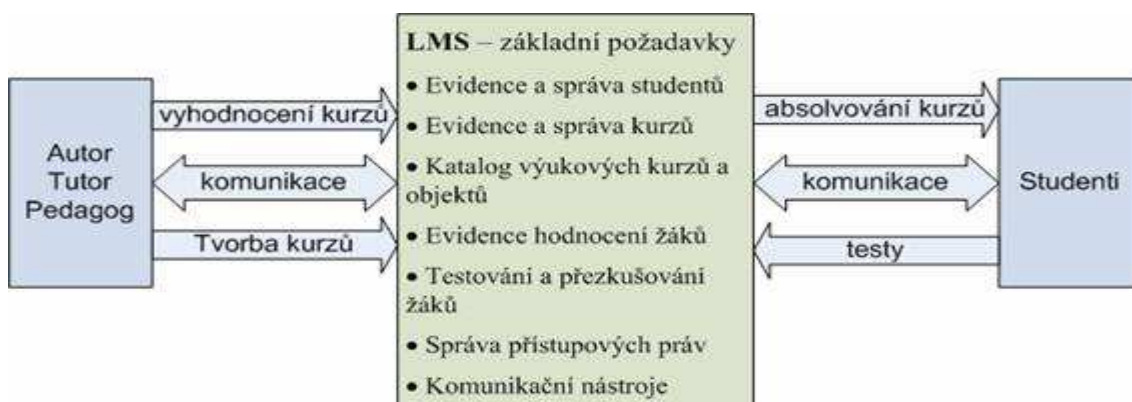 Autor
Tutor
Pedagog
vyhodnocení kurzů
komunikace
Tvorba kurzů
LMS – základní požadavky
• Evidence a správa studentů
• Evidence a správa kurzů
• Katalog výukových kurzů a
objektů
• Evidence hodnocení žáků
• Testování a přezkušování
žáků
• Správa přístupových práv
• Komunikační nástroje
absolvování kurzů
komunikace
testy
Studenti